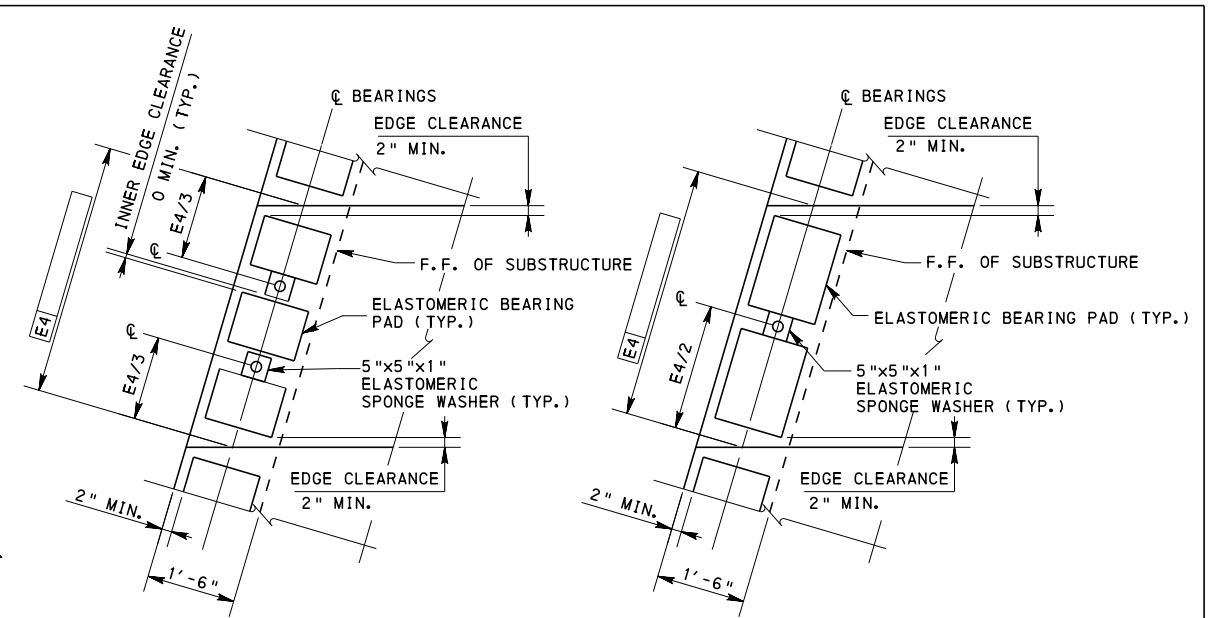 INNER EDGE CLEARANCE
0 MIN. (TYP.)
E4/3
℄
E4
℄
E4/3
℄ BEARINGS
EDGE CLEARANCE
2" MIN.
F.F. OF SUBSTRUCTURE
ELASTOMERIC BEARING
PAD (TYP.)
5"x5"x1"
ELASTOMERIC
SPONGE WASHER (TYP.)
EDGE CLEARANCE
2" MIN.
2" MIN.
1'-6"
℄ BEARINGS
EDGE CLEARANCE
2" MIN.
F.F. OF SUBSTRUCTURE
℄
E4
E4/2
ELASTOMERIC BEARING PAD (TYP.)
5"x5"x1"
ELASTOMERIC
SPONGE WASHER (TYP.)
EDGE CLEARANCE
2" MIN.
2" MIN.
1'-6"